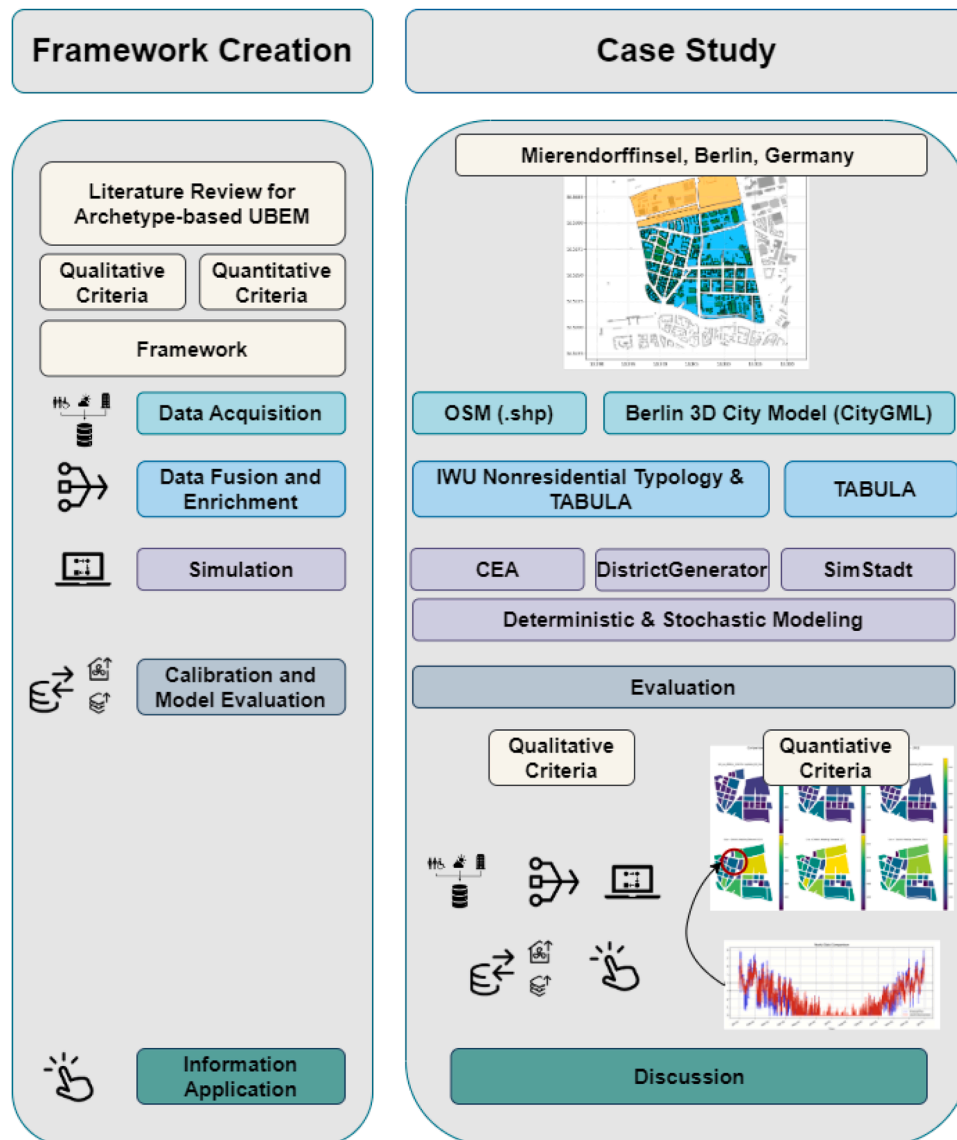 Framework Creation
Case Study
Literature Review for
Archetype-based UBEM
Qualitative
Criteria
Quantitative
Criteria
Framework
Data Acquisition
Data Fusion and
Enrichment
Simulation
Calibration and
Model Evaluation
Information
Application
Mierendorffinsel, Berlin, Germany
OSM (.shp)
Berlin 3D City Model (CityGML)
IWU Nonresidential Typology &
TABULA
TABULA
CEA
DistrictGenerator
SimStadt
Deterministic & Stochastic Modeling
Evaluation
Qualitative
Criteria
Quantiative
Criteria
Discussion